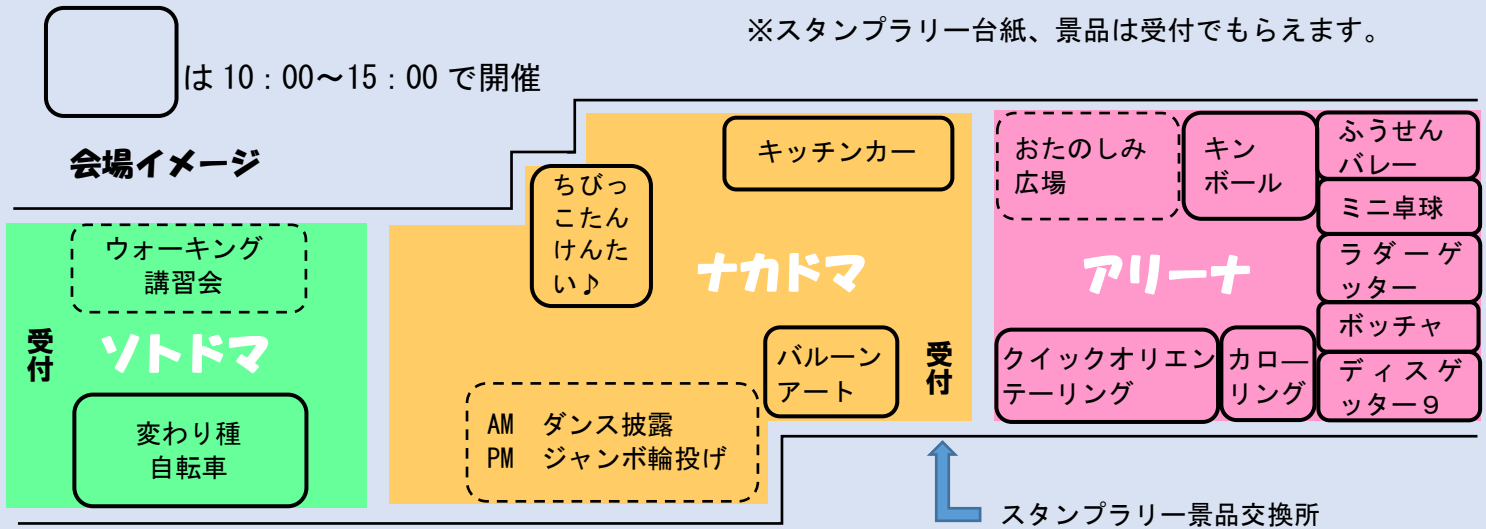 ※スタンプラリー台紙、景品は受付でもらえます。
は 10：00～15：00 で開催
会場イメージ
ウォーキング
講習会
受付
ソトドマ
変わり種
自転車
ちびっ
こたん
けんた
い♪
キッチンカー
ナカドマ
バルーン
アート
受付
AM ダンス披露
PM ジャンボ輪投げ
おたのしみ
広場
キン
ボール
ふうせん
バレー
ミニ卓球
ラダーゲ
ッター
ボッチャ
ディスゲ
ッター９
アリーナ
クイックオリエン
テーリング
カロ―
リング
スタンプラリー景品交換所